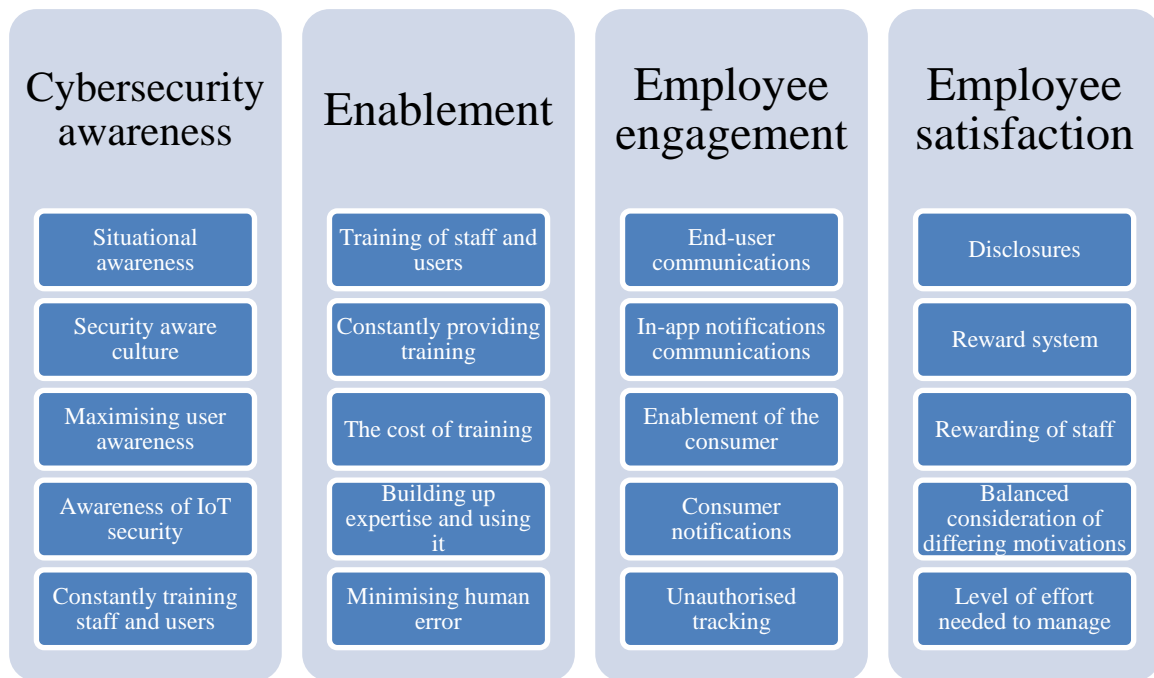 Cybersecurity
awareness
Situational
awareness
Security aware
culture
Maximising user
awareness
Awareness of IoT
security
Constantly training
staff and users
Enablement
Training of staff and
users
Constantly providing
training
The cost of training
Building up
expertise and using
it
Minimising human
error
Employee
engagement
End-user
communications
In-app notifications
communications
Enablement of the
consumer
Consumer
notifications
Unauthorised
tracking
Employee
satisfaction
Disclosures
Reward system
Rewarding of staff
Balanced
consideration of
differing motivations
Level of effort
needed to manage